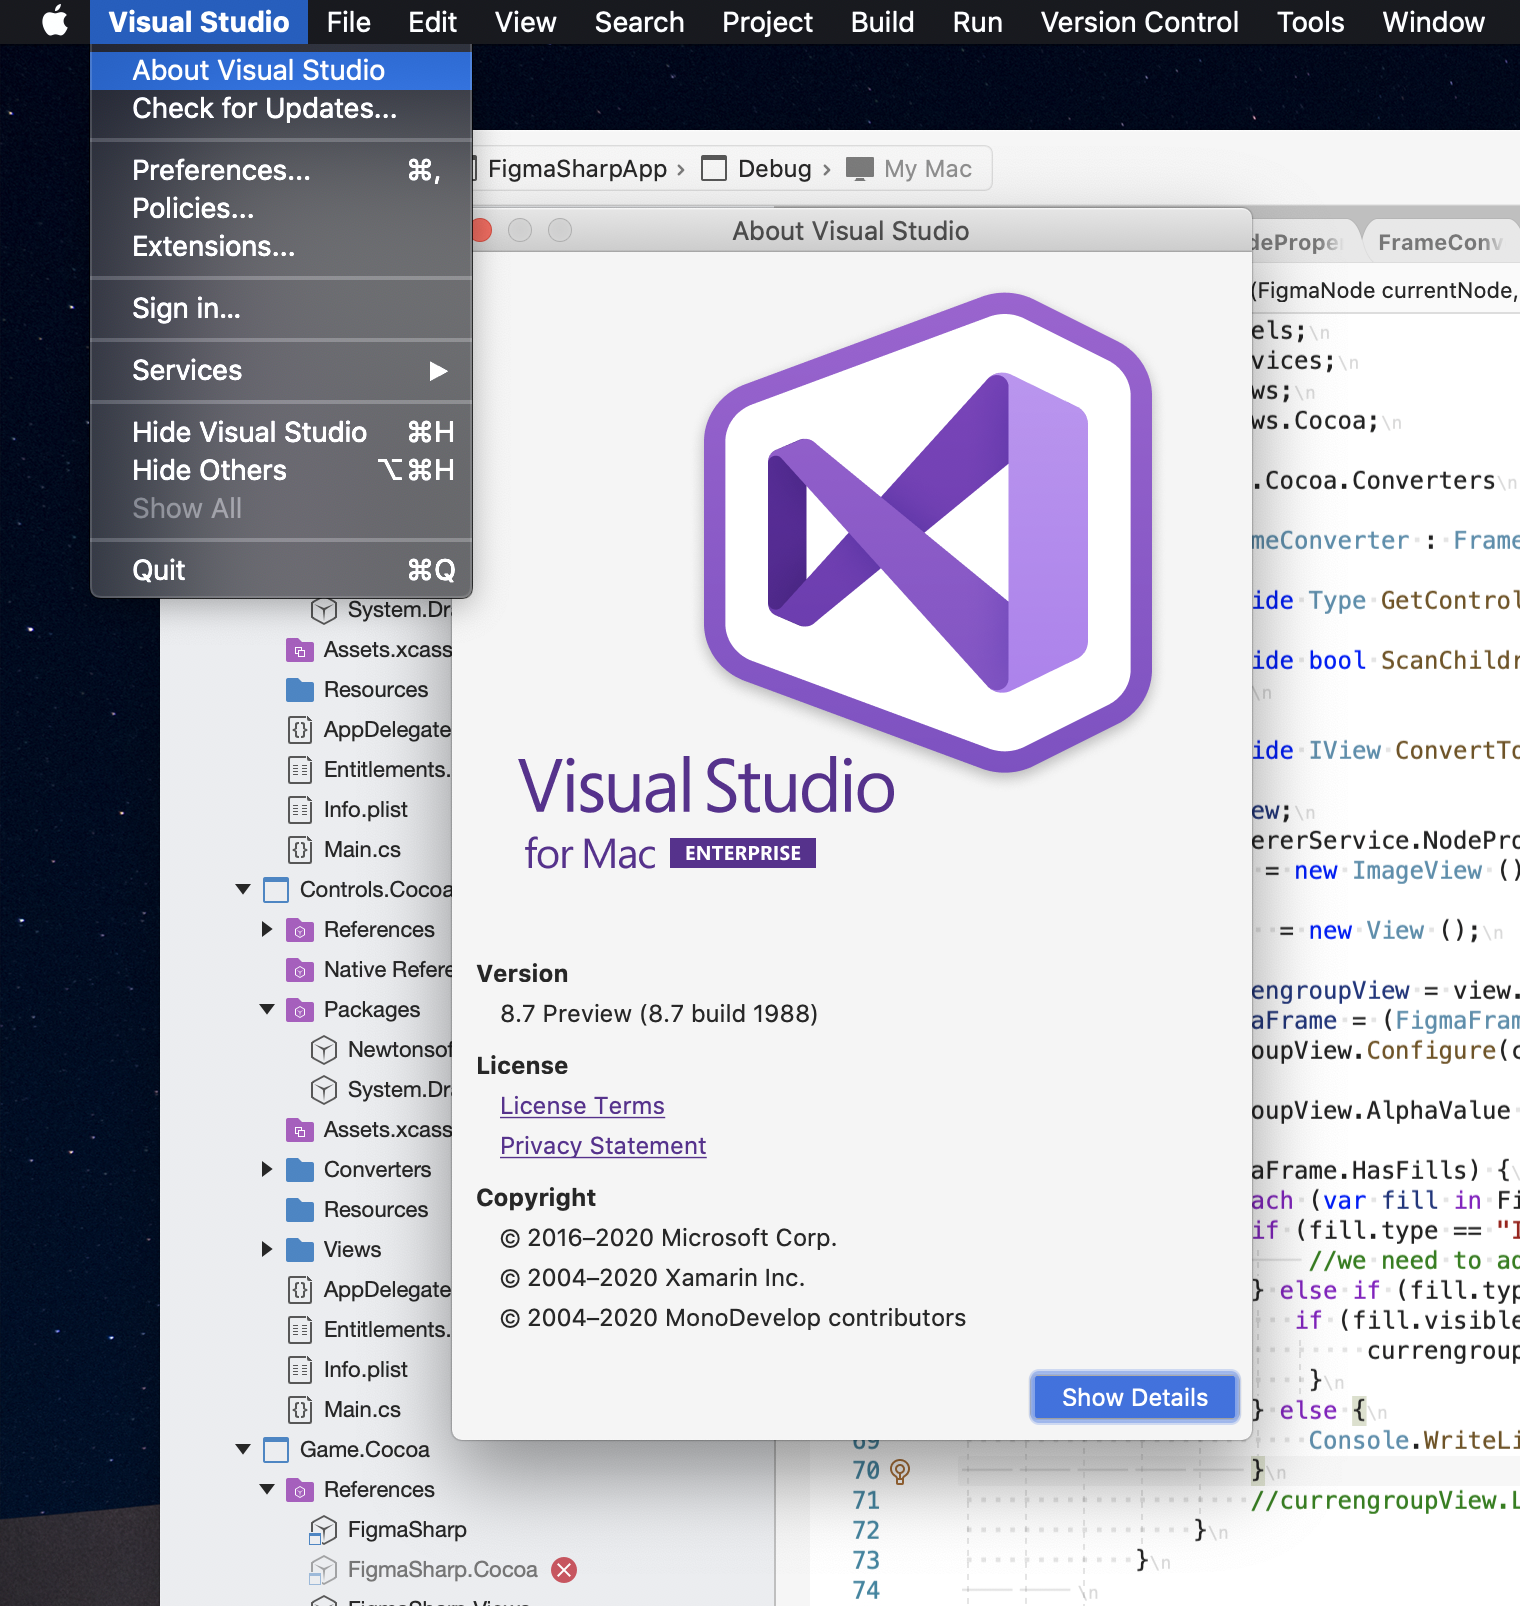 Visual Studio File Edit View Search Project Build Run Version Control Tools Window
About Visual Studio
Check for Updates...
Preferences... ⌘,
Policies...
Extensions...
Sign in...
Services ▶
Hide Visual Studio ⌘H
Hide Others ⌥⌘H
Show All
Quit ⌘Q
FigmaSharpApp › Debug › My Mac
About Visual Studio
Visual Studio
for Mac ENTERPRISE
Version
8.7 Preview (8.7 build 1988)
License
License Terms
Privacy Statement
Copyright
© 2016–2020 Microsoft Corp.
© 2004–2020 Xamarin Inc.
© 2004–2020 MonoDevelop contributors
Show Details
System.Dra
Assets.xcass
Resources
AppDelegate
Entitlements.
Info.plist
Main.cs
Controls.Cocoa
References
Native Refere
Packages
Newtonsof
System.Dra
Assets.xcass
Converters
Resources
Views
AppDelegate
Entitlements.
Info.plist
Main.cs
Game.Cocoa
References
FigmaSharp
FigmaSharp.Cocoa
FigmaSharp.Views
deProper FrameConv
(FigmaNode currentNode,
els;\n
vices;\n
ws;\n
ws.Cocoa;\n
.Cocoa.Converters\n
meConverter : Frame
ide Type GetControl
ide bool ScanChildr
\n
ide IView ConvertTo
ew;\n
ererService.NodePro
= new ImageView ()
= new View ();\n
engroupView = view.
aFrame = (FigmaFram
oupView.Configure(c
oupView.AlphaValue
aFrame.HasFills) {\
ach (var fill in Fi
if (fill.type == "I
//we need to ad
} else if (fill.typ
if (fill.visible
currengroup
}\n
} else {\n
69 Console.WriteLi
70 }\n
71 //currengroupView.L
72 }\n
73 }\n
74 \n